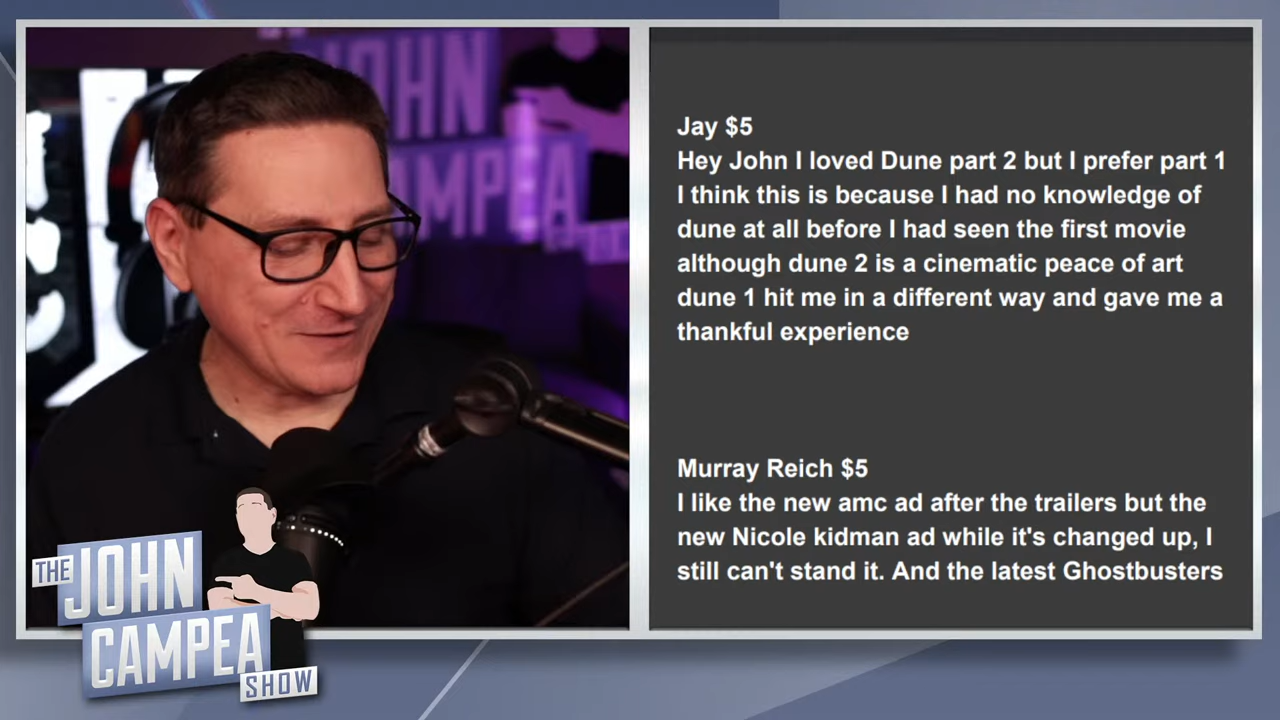 JOHN
CAMPEA
Jay $5
Hey John I loved Dune part 2 but I prefer part 1
I think this is because I had no knowledge of
dune at all before I had seen the first movie
although dune 2 is a cinematic peace of art
dune 1 hit me in a different way and gave me a
thankful experience
Murray Reich $5
I like the new amc ad after the trailers but the
new Nicole kidman ad while it's changed up, I
still can't stand it. And the latest Ghostbusters
THE
JOHN
CAMPEA
SHOW